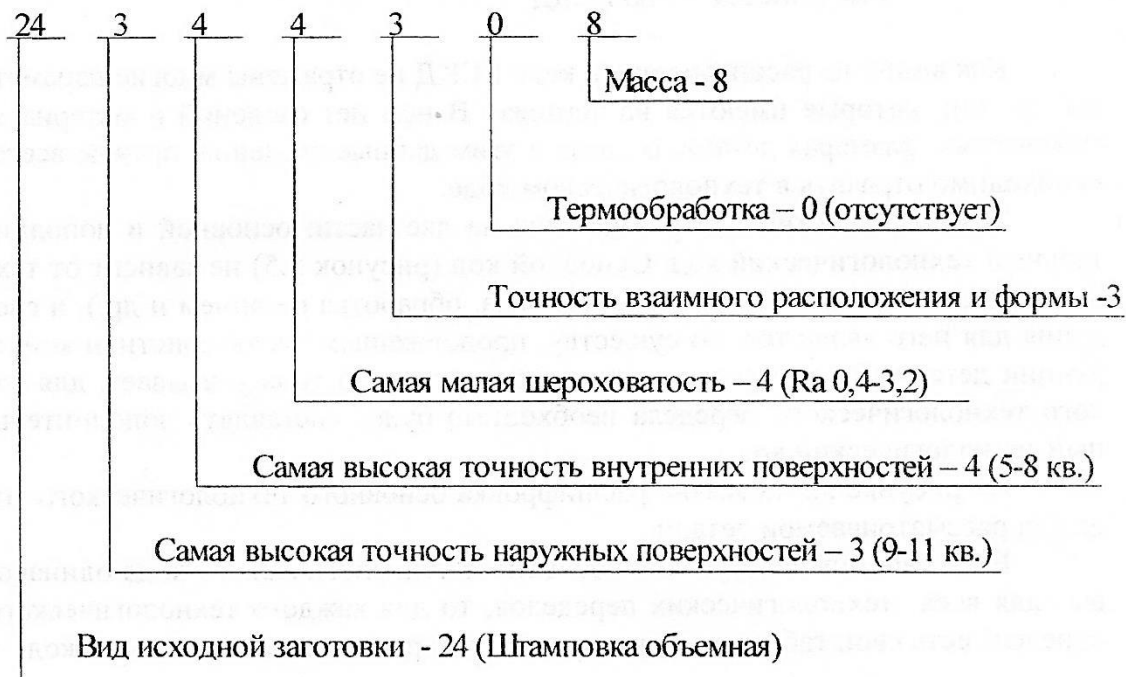 24 3 4 4 3 0 8
Масса - 8
Термообработка – 0 (отсутствует)
Точность взаимного расположения и формы -3
Самая малая шероховатость – 4 (Ra 0,4-3,2)
Самая высокая точность внутренних поверхностей – 4 (5-8 кв.)
Самая высокая точность наружных поверхностей – 3 (9-11 кв.)
Вид исходной заготовки - 24 (Штамповка объемная)